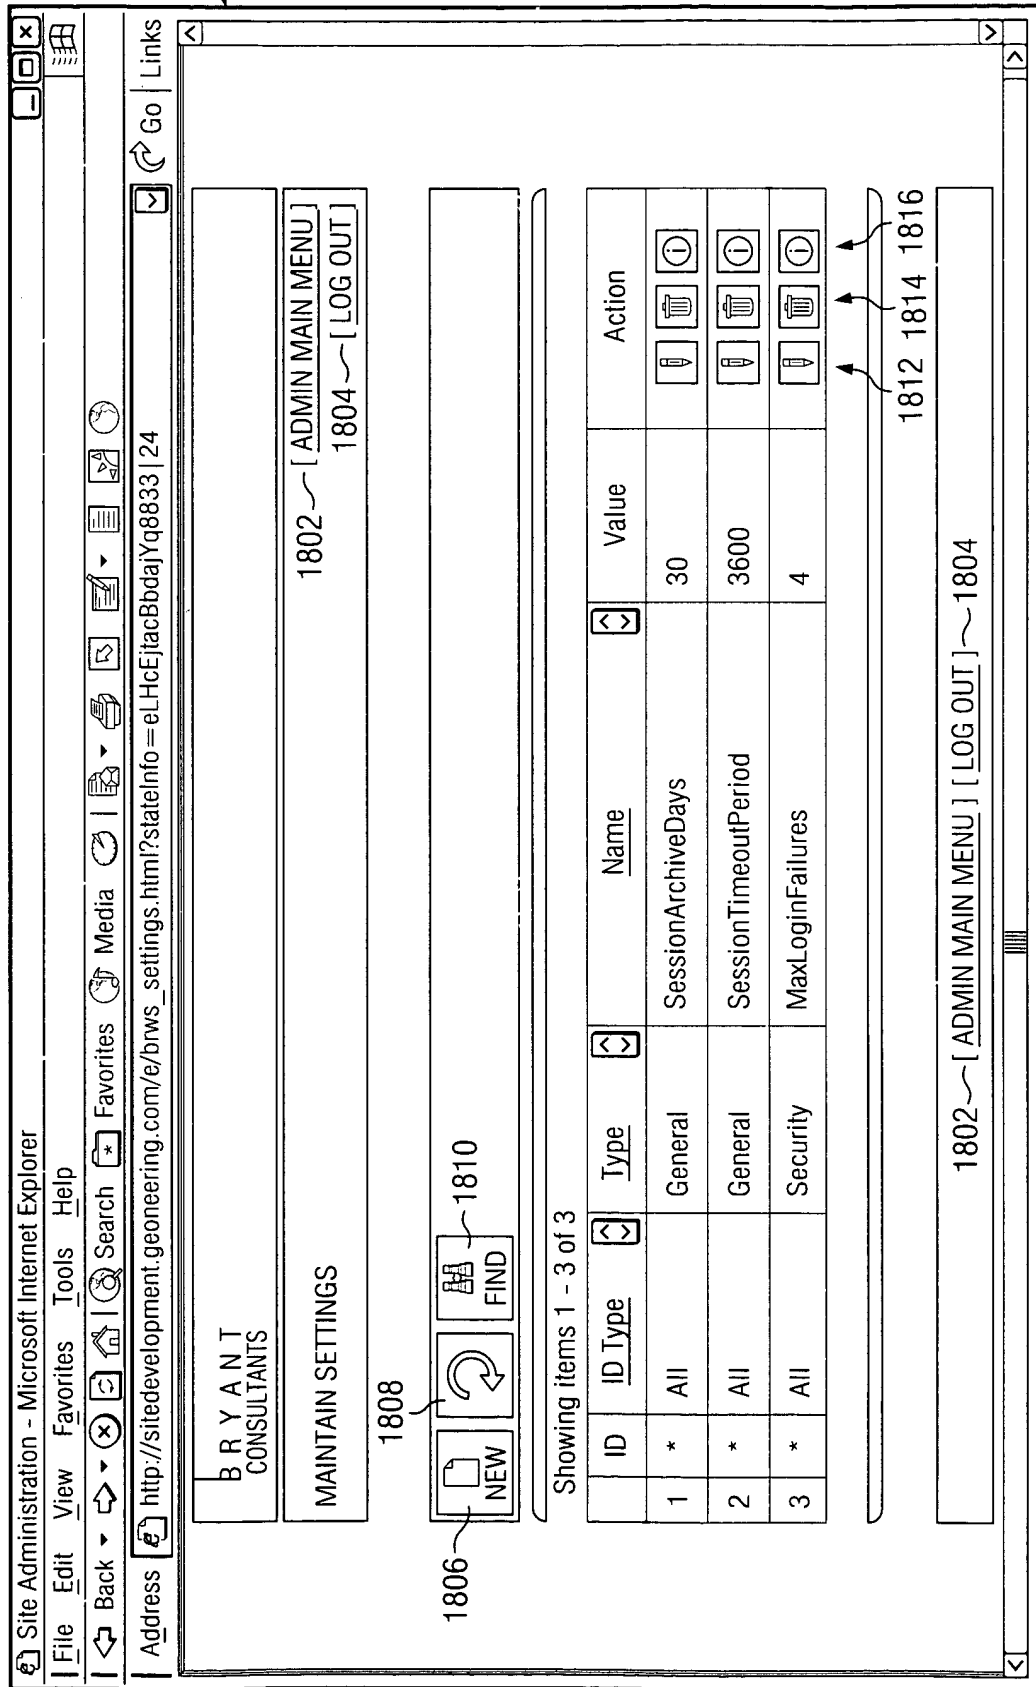 Site Administration - Microsoft Internet Explorer
File Edit View Favorites Tools Help
Back Search Favorites Media
Address http://sitedevelopment.geoneering.com/e/brws_settings.html?stateInfo=eLHcEjtacBbdajYq8833|24 Go Links
BRYANT
CONSULTANTS
MAINTAIN SETTINGS
1802 [ ADMIN MAIN MENU ]
1804 [ LOG OUT ]
1808
1806 NEW FIND 1810
Showing items 1 - 3 of 3
ID ID Type Type Name Value Action
1 * All General SessionArchiveDays 30
2 * All General SessionTimeoutPeriod 3600
3 * All Security MaxLoginFailures 4
1812 1814 1816
1802 [ ADMIN MAIN MENU ] [ LOG OUT ] 1804